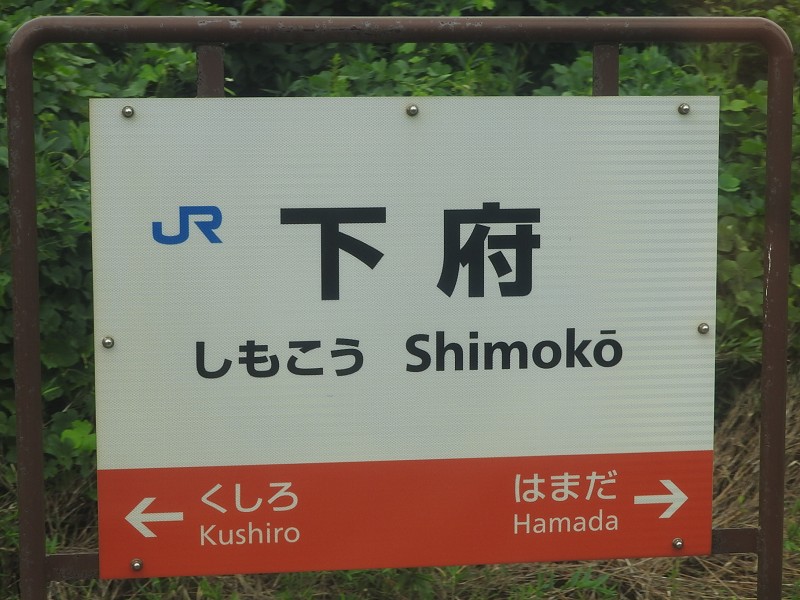 JR 下府
しもこう Shimokō
← くしろ
Kushiro
はまだ →
Hamada